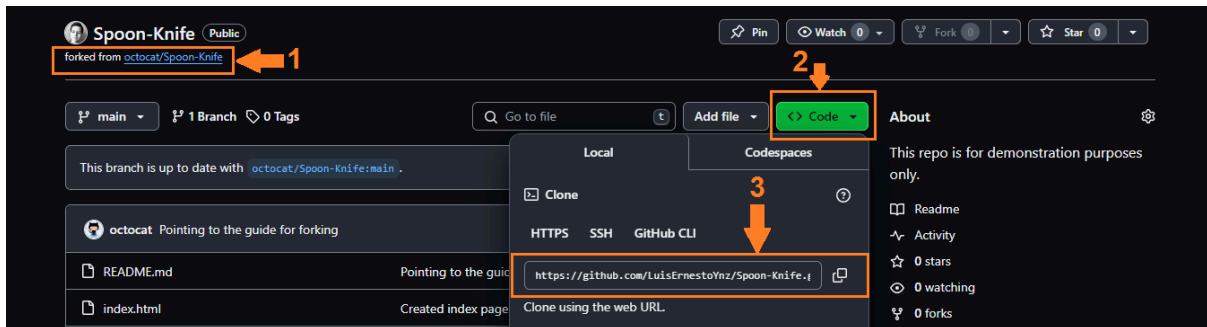 Spoon-Knife Public
Pin
Watch 0
Fork 0
Star 0
forked from octocat/Spoon-Knife
1
2
main
1 Branch
0 Tags
Go to file
t
Add file
<> Code
About
This branch is up to date with octocat/Spoon-Knife:main .
Local
Codespaces
This repo is for demonstration purposes
only.
Clone
3
HTTPS
SSH
GitHub CLI
https://github.com/LuisErnestoYnz/Spoon-Knife.g
Clone using the web URL.
octocat Pointing to the guide for forking
README.md
Pointing to the guid
index.html
Created index page
Readme
Activity
0 stars
0 watching
0 forks